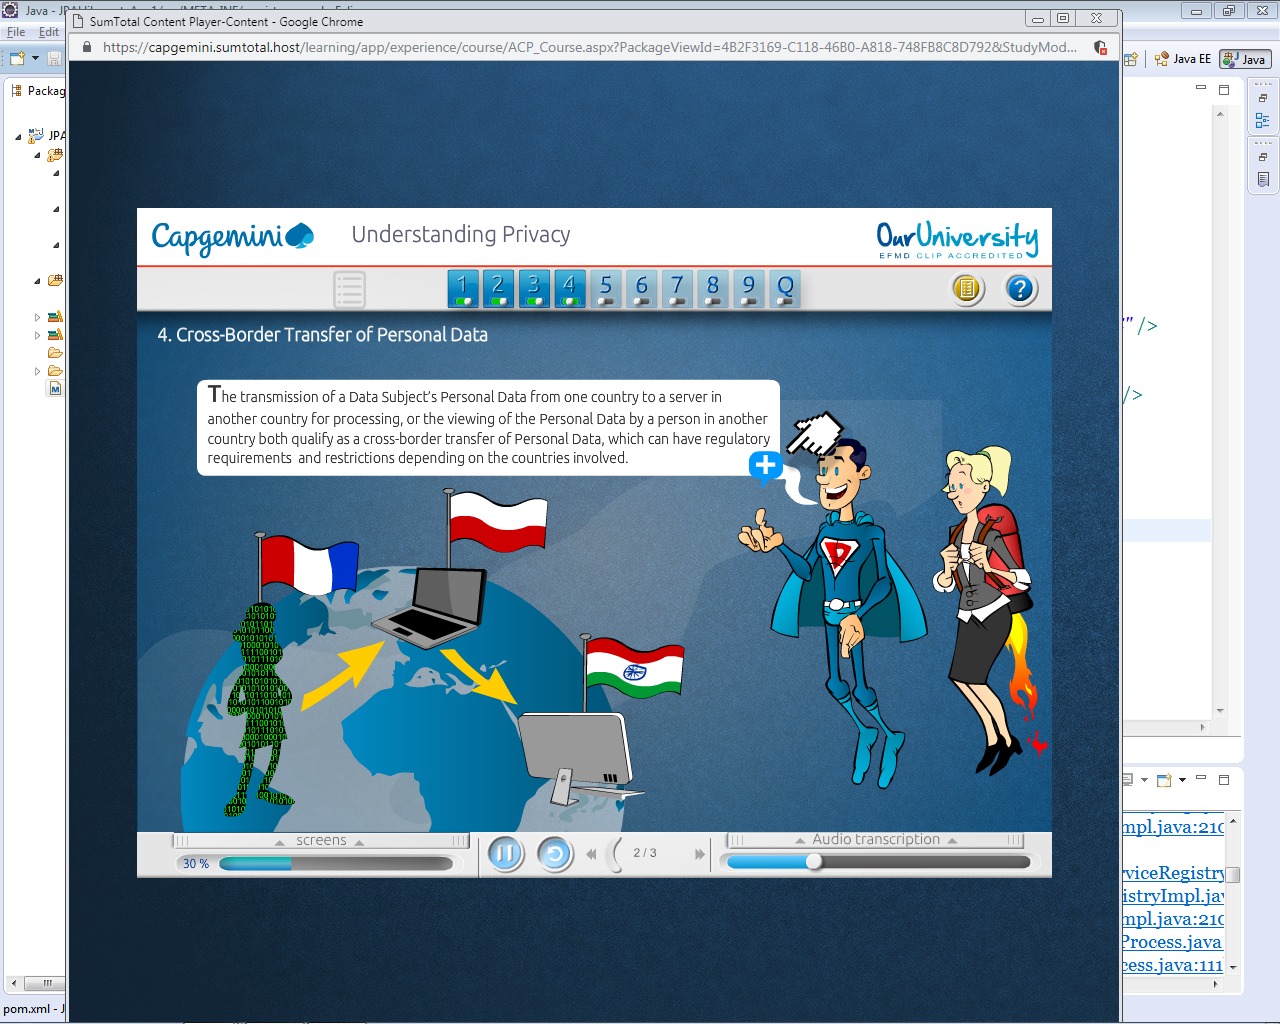 Java - JPA
SumTotal Content Player-Content - Google Chrome
https://capgemini.sumtotal.host/learning/app/experience/course/ACP_Course.aspx?PackageViewId=4B2F3169-C118-46B0-A818-748FB8C8D792&StudyMod...
File Edit
Java EE
Java
Packag
JPA
Capgemini
Understanding Privacy
OurUniversity
EFMD CLIP ACCREDITED
1 2 3 4 5 6 7 8 9 Q
?
4. Cross-Border Transfer of Personal Data
" />
/>
The transmission of a Data Subject's Personal Data from one country to a server in
another country for processing, or the viewing of the Personal Data by a person in another
country both qualify as a cross-border transfer of Personal Data, which can have regulatory
requirements and restrictions depending on the countries involved.
screens
30 %
2 / 3
Audio transcription
mpl.java:210
rviceRegistry
istryImpl.jav
mpl.java:210
Process.java
cess.java:111
pom.xml - J